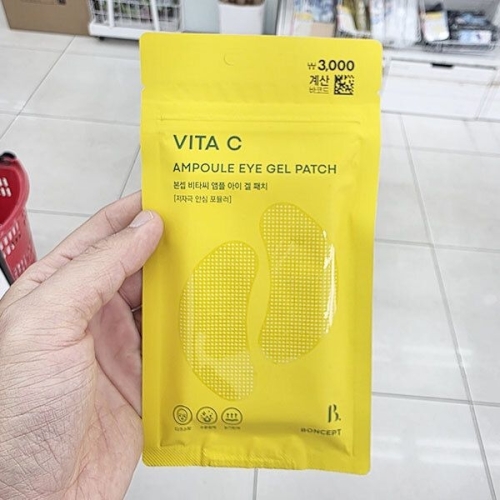 ₩3,000
계산
바코드
VITA C
AMPOULE EYE GEL PATCH
본셉 비타씨 앰플 아이 겔 패치
[저자극 안심 포뮬러]
B.
BONCEPT